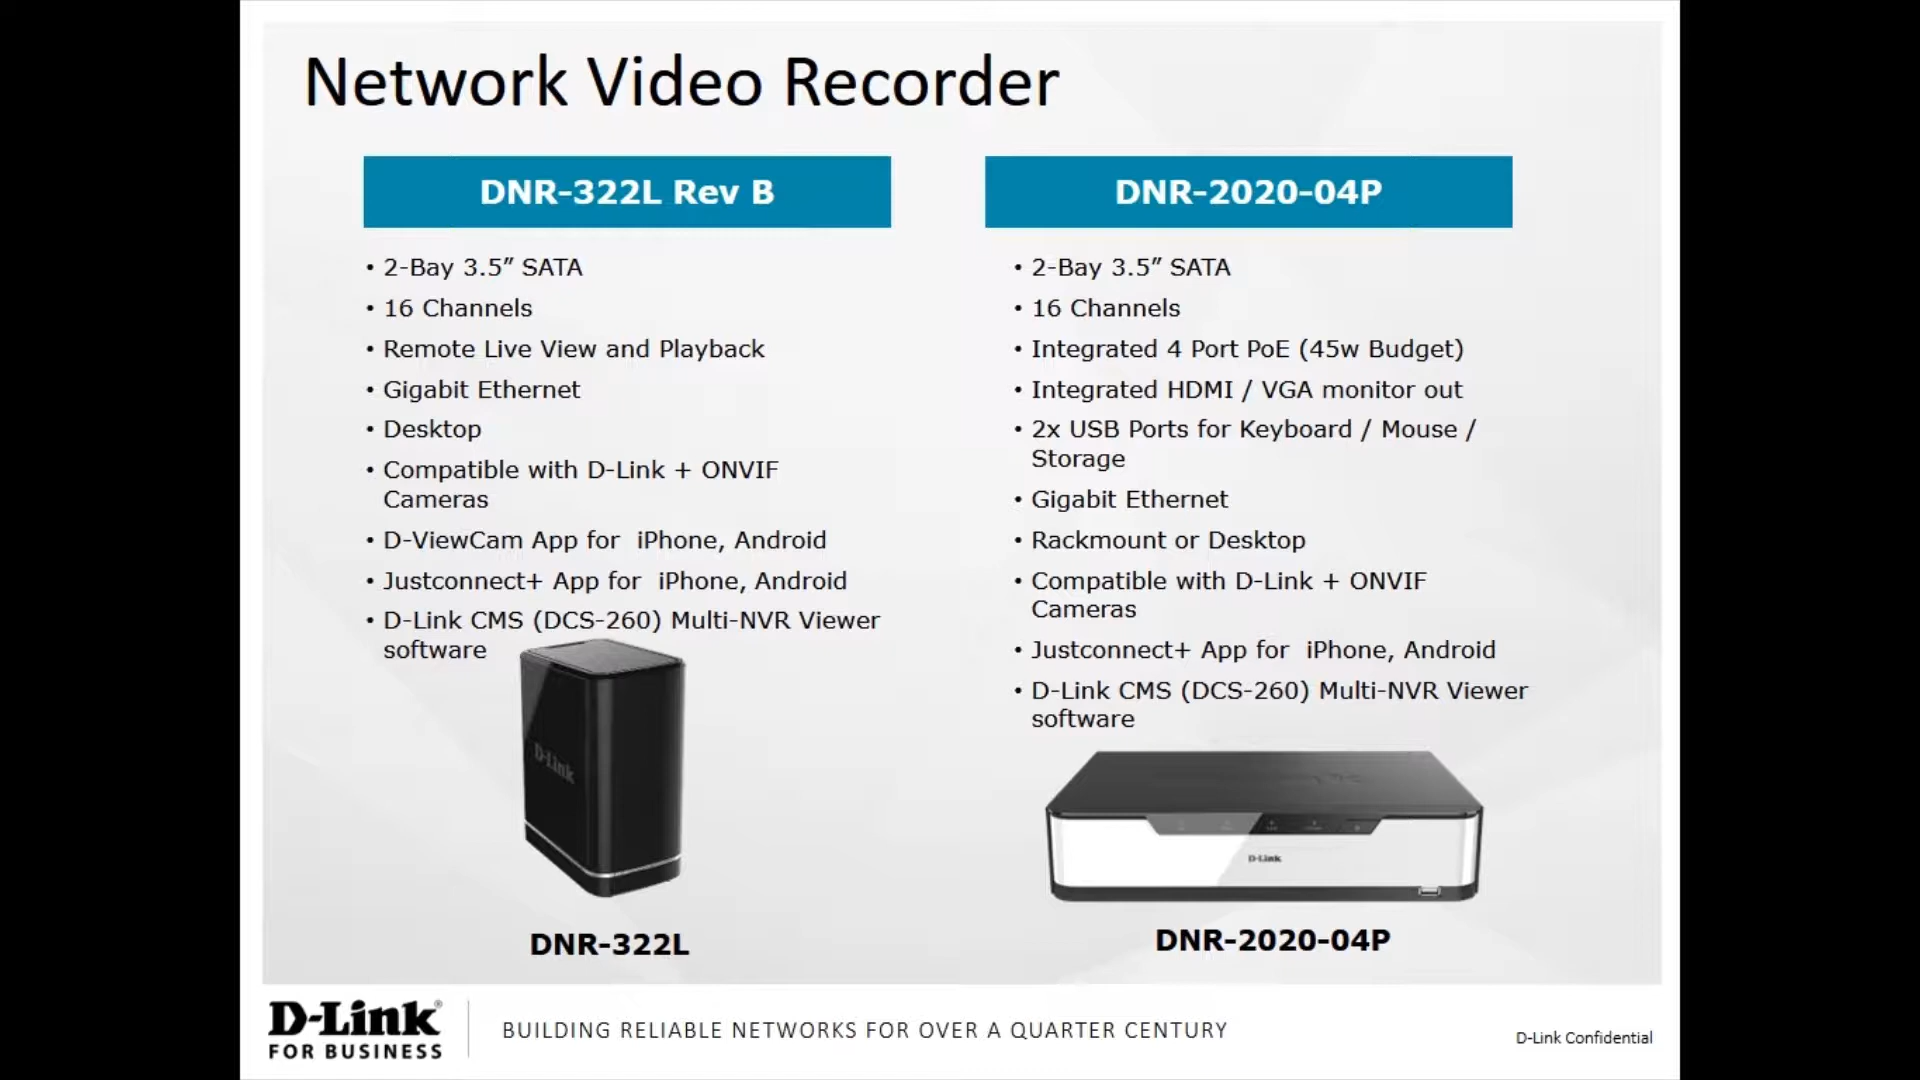 Network Video Recorder
DNR-322L Rev B
• 2-Bay 3.5” SATA
• 16 Channels
• Remote Live View and Playback
• Gigabit Ethernet
• Desktop
• Compatible with D-Link + ONVIF
Cameras
• D-ViewCam App for iPhone, Android
• Justconnect+ App for iPhone, Android
• D-Link CMS (DCS-260) Multi-NVR Viewer
software
D-Link
DNR-322L
DNR-2020-04P
• 2-Bay 3.5” SATA
• 16 Channels
• Integrated 4 Port PoE (45w Budget)
• Integrated HDMI / VGA monitor out
• 2x USB Ports for Keyboard / Mouse /
Storage
• Gigabit Ethernet
• Rackmount or Desktop
• Compatible with D-Link + ONVIF
Cameras
• Justconnect+ App for iPhone, Android
• D-Link CMS (DCS-260) Multi-NVR Viewer
software
D-Link
DNR-2020-04P
D-Link®
FOR BUSINESS
BUILDING RELIABLE NETWORKS FOR OVER A QUARTER CENTURY
D-Link Confidential